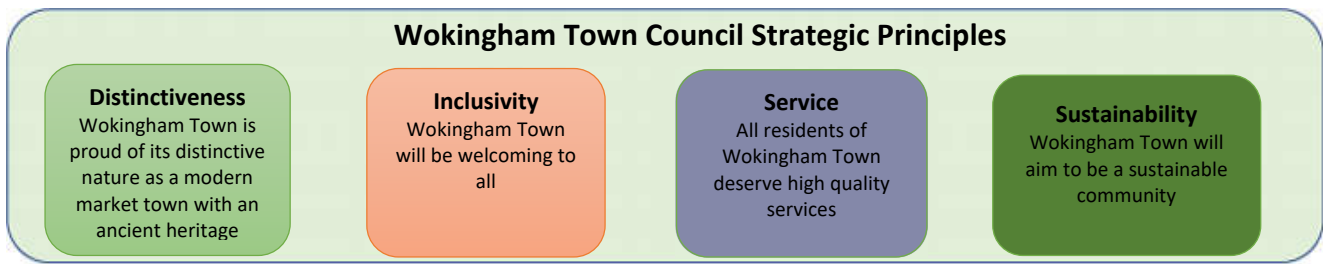 Wokingham Town Council Strategic Principles
Distinctiveness
Wokingham Town is
proud of its distinctive
nature as a modern
market town with an
ancient heritage
Inclusivity
Wokingham Town
will be welcoming to
all
Service
All residents of
Wokingham Town
deserve high quality
services
Sustainability
Wokingham Town will
aim to be a sustainable
community